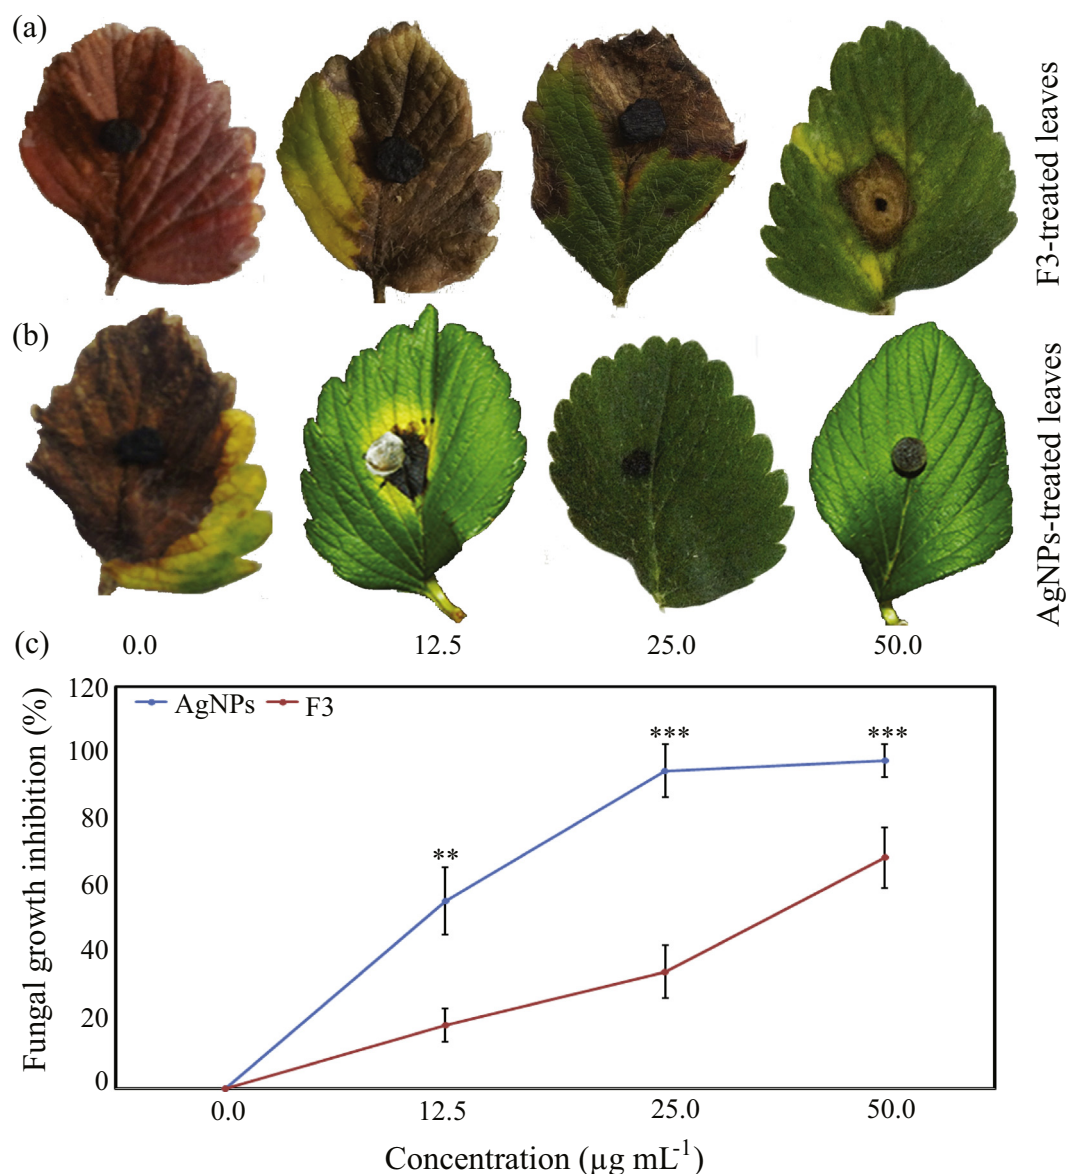 (a)
F3-treated leaves
(b)
AgNPs-treated leaves
0.0 12.5 25.0 50.0
(c)
120
AgNPs F3
100
80
60
40
20
0
** *** ***
Fungal growth inhibition (%)
0.0 12.5 25.0 50.0
Concentration (µg mL⁻¹)